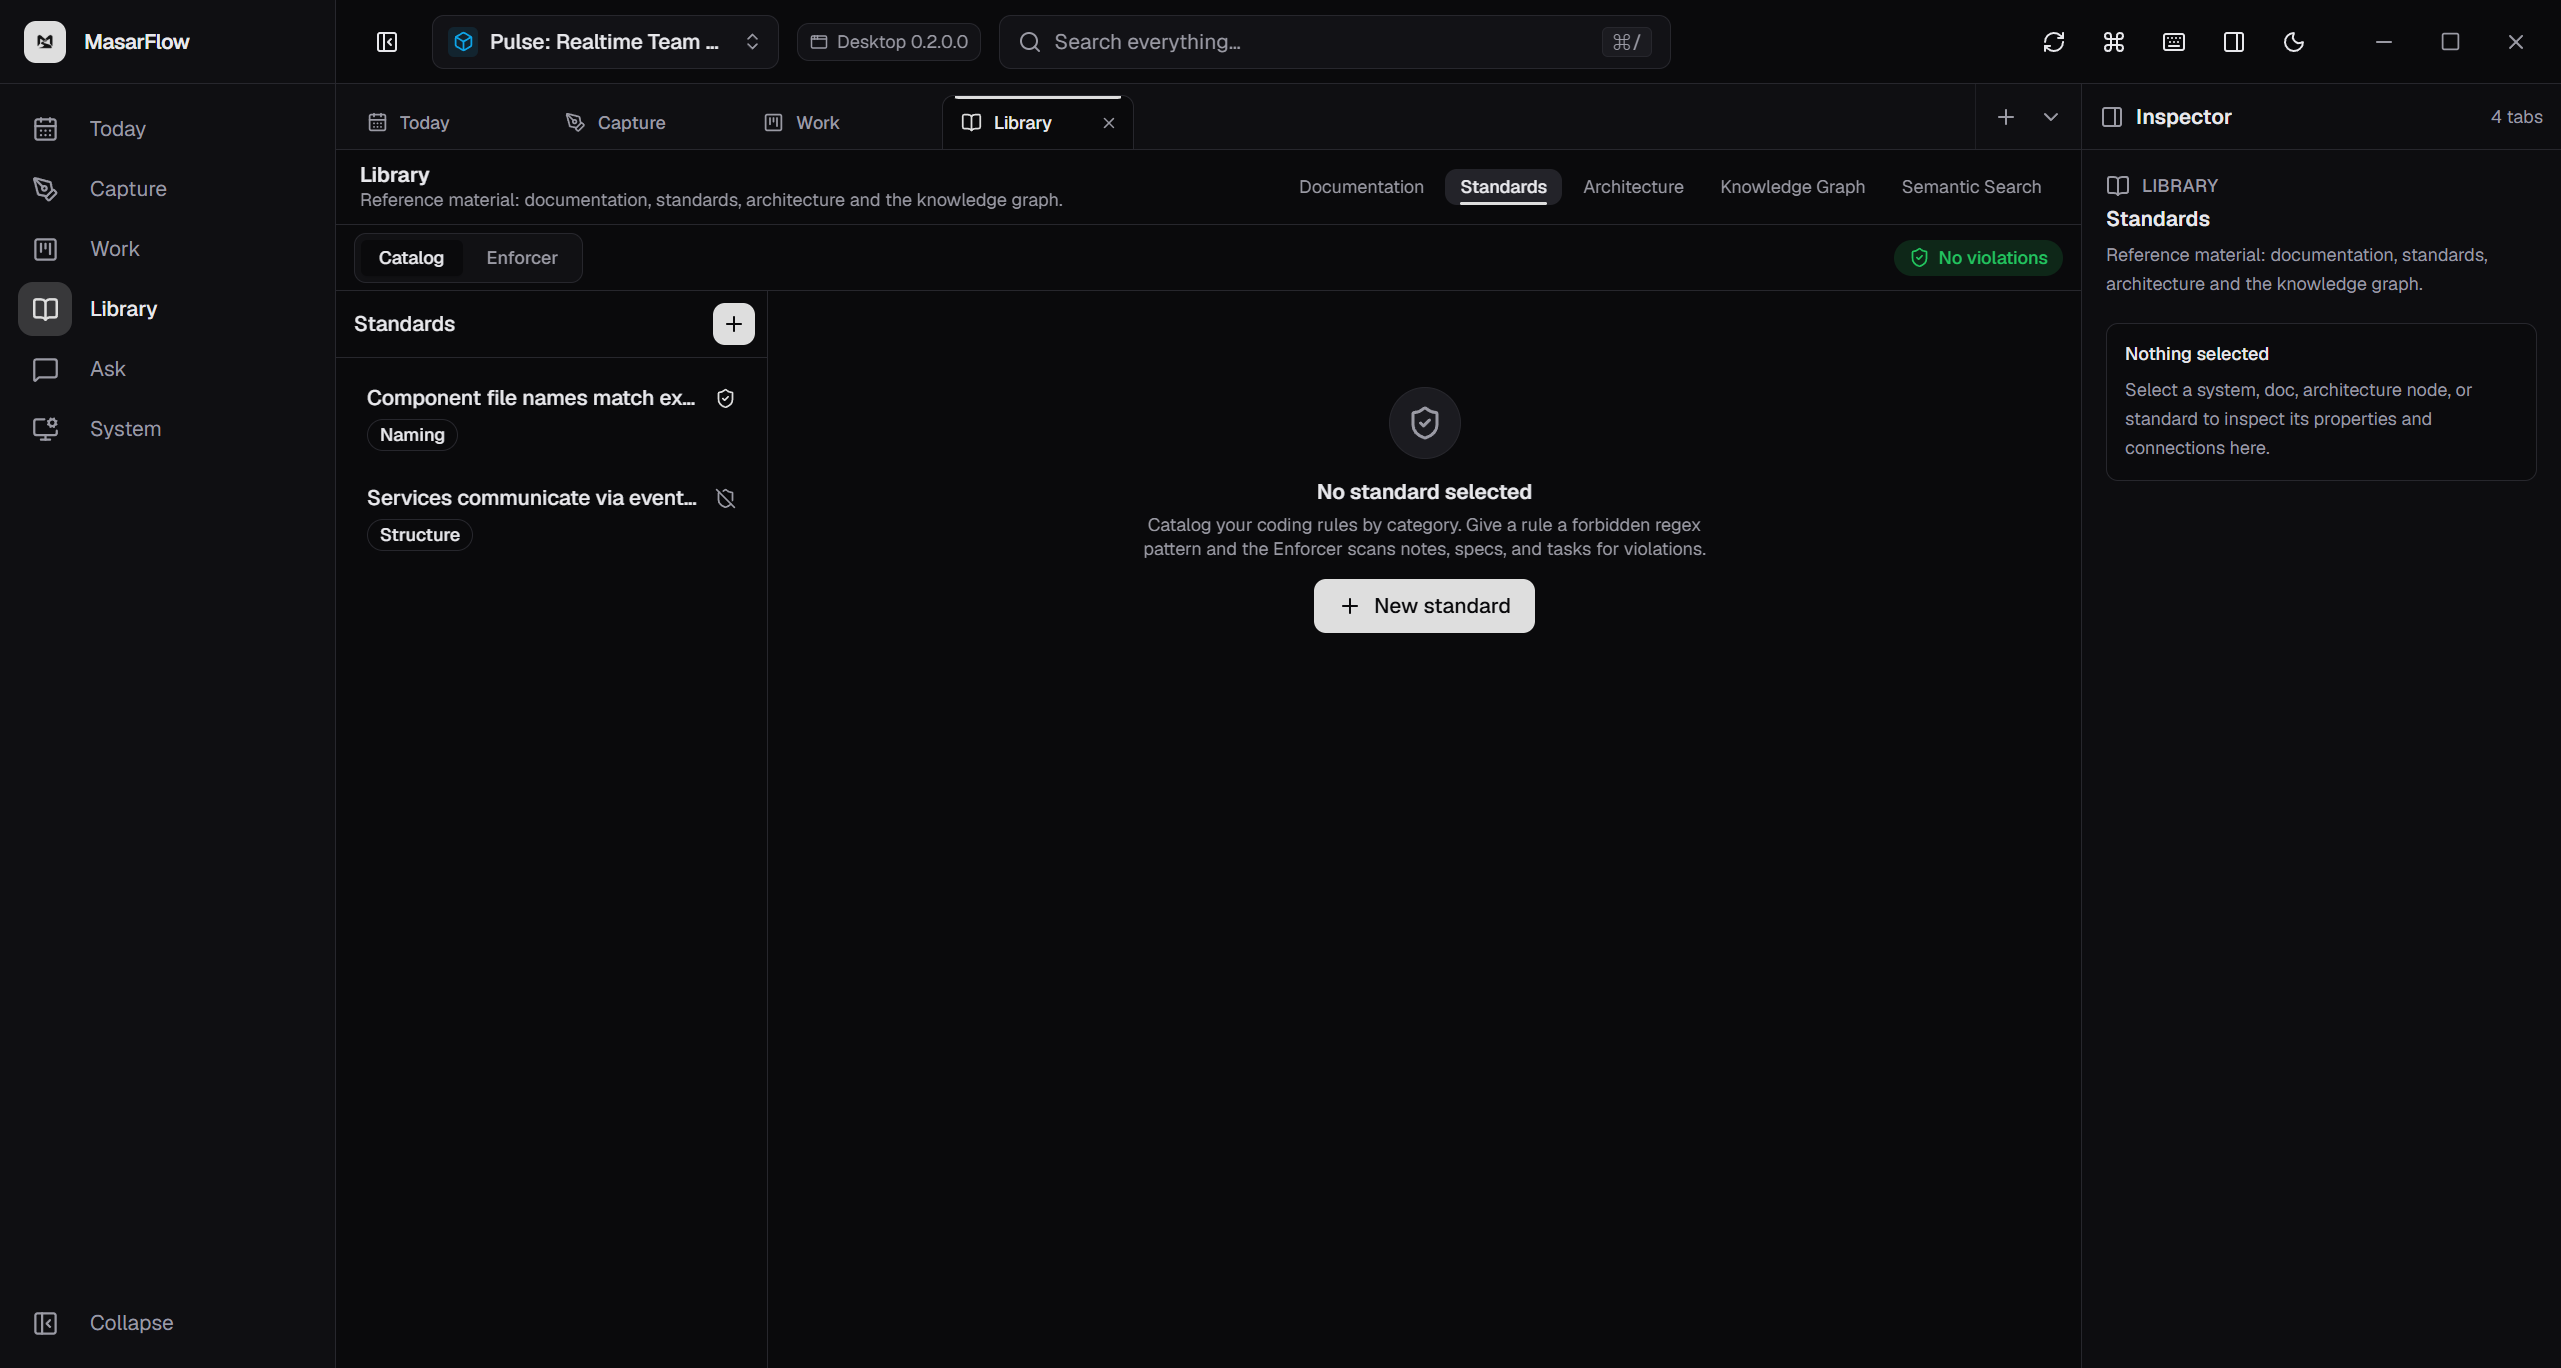 MasarFlow
Pulse: Realtime Team ...
Desktop 0.2.0.0
Search everything...
⌘/
Today
Capture
Work
Library
Ask
System
Collapse
Today
Capture
Work
Library
Library
Reference material: documentation, standards, architecture and the knowledge graph.
Documentation
Standards
Architecture
Knowledge Graph
Semantic Search
Catalog
Enforcer
No violations
Standards
Component file names match ex...
Naming
Services communicate via event...
Structure
No standard selected
Catalog your coding rules by category. Give a rule a forbidden regex
pattern and the Enforcer scans notes, specs, and tasks for violations.
New standard
Inspector
4 tabs
LIBRARY
Standards
Reference material: documentation, standards,
architecture and the knowledge graph.
Nothing selected
Select a system, doc, architecture node, or
standard to inspect its properties and
connections here.